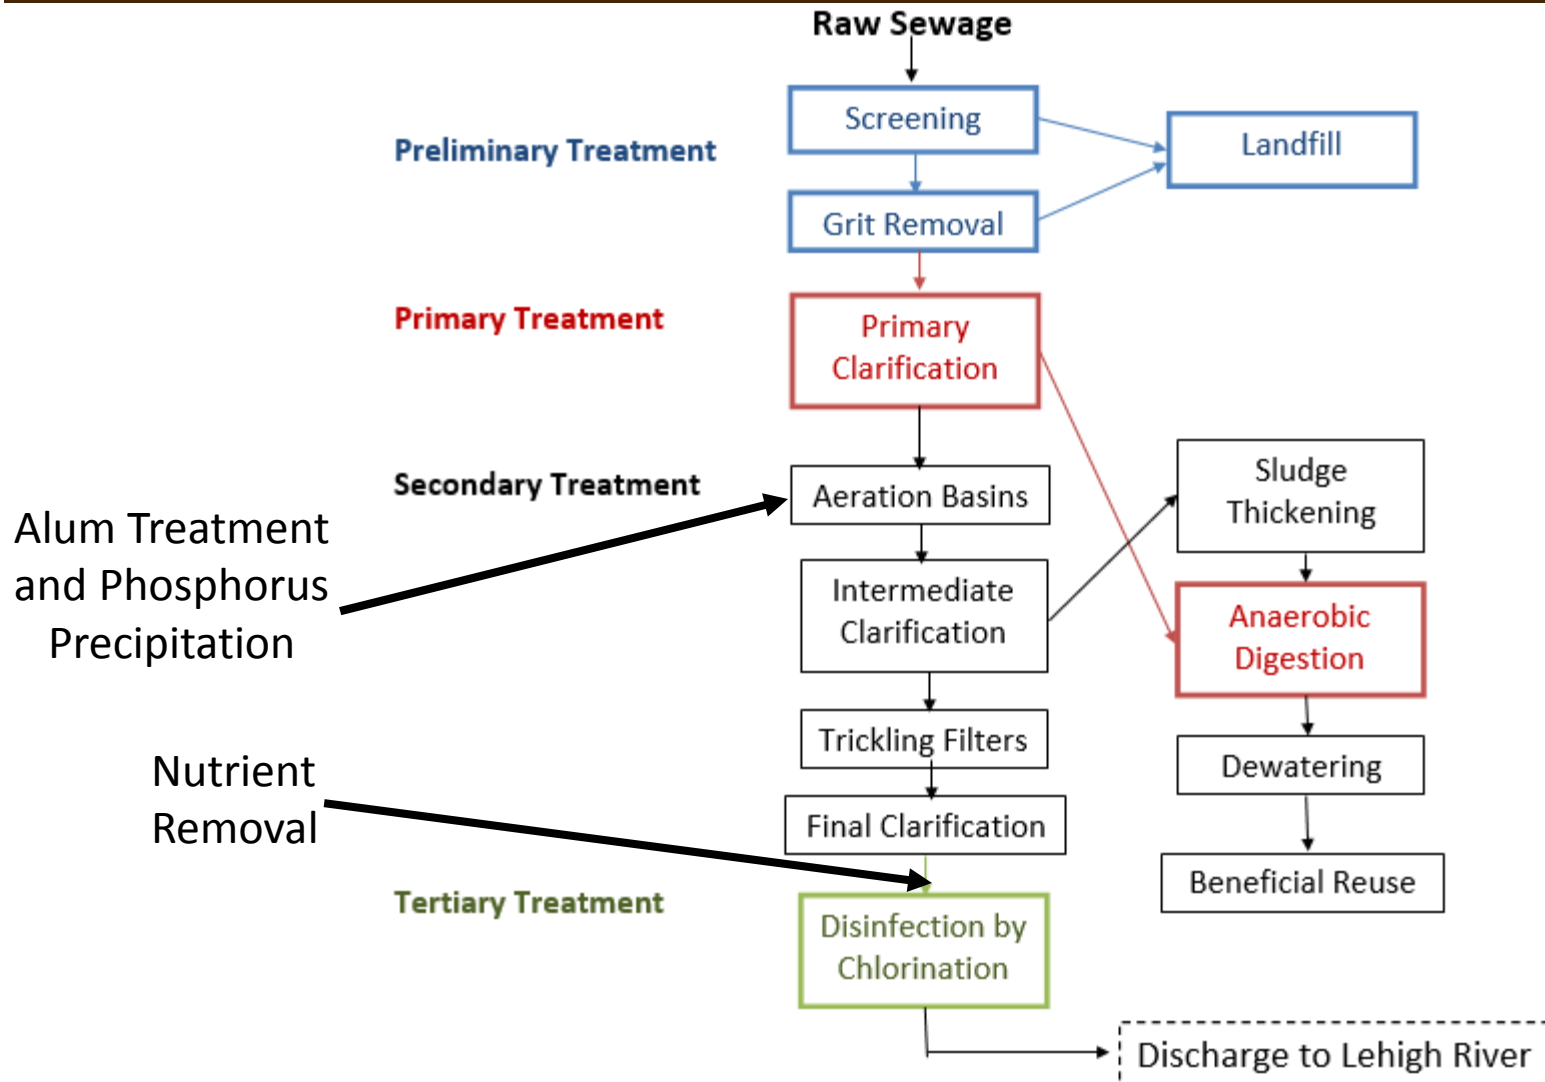 Raw Sewage
Screening
Landfill
Preliminary Treatment
Grit Removal
Primary Treatment
Primary
Clarification
Secondary Treatment
Aeration Basins
Sludge
Thickening
Alum Treatment
and Phosphorus
Precipitation
Intermediate
Clarification
Anaerobic
Digestion
Trickling Filters
Dewatering
Nutrient
Removal
Final Clarification
Beneficial Reuse
Tertiary Treatment
Disinfection by
Chlorination
Discharge to Lehigh River